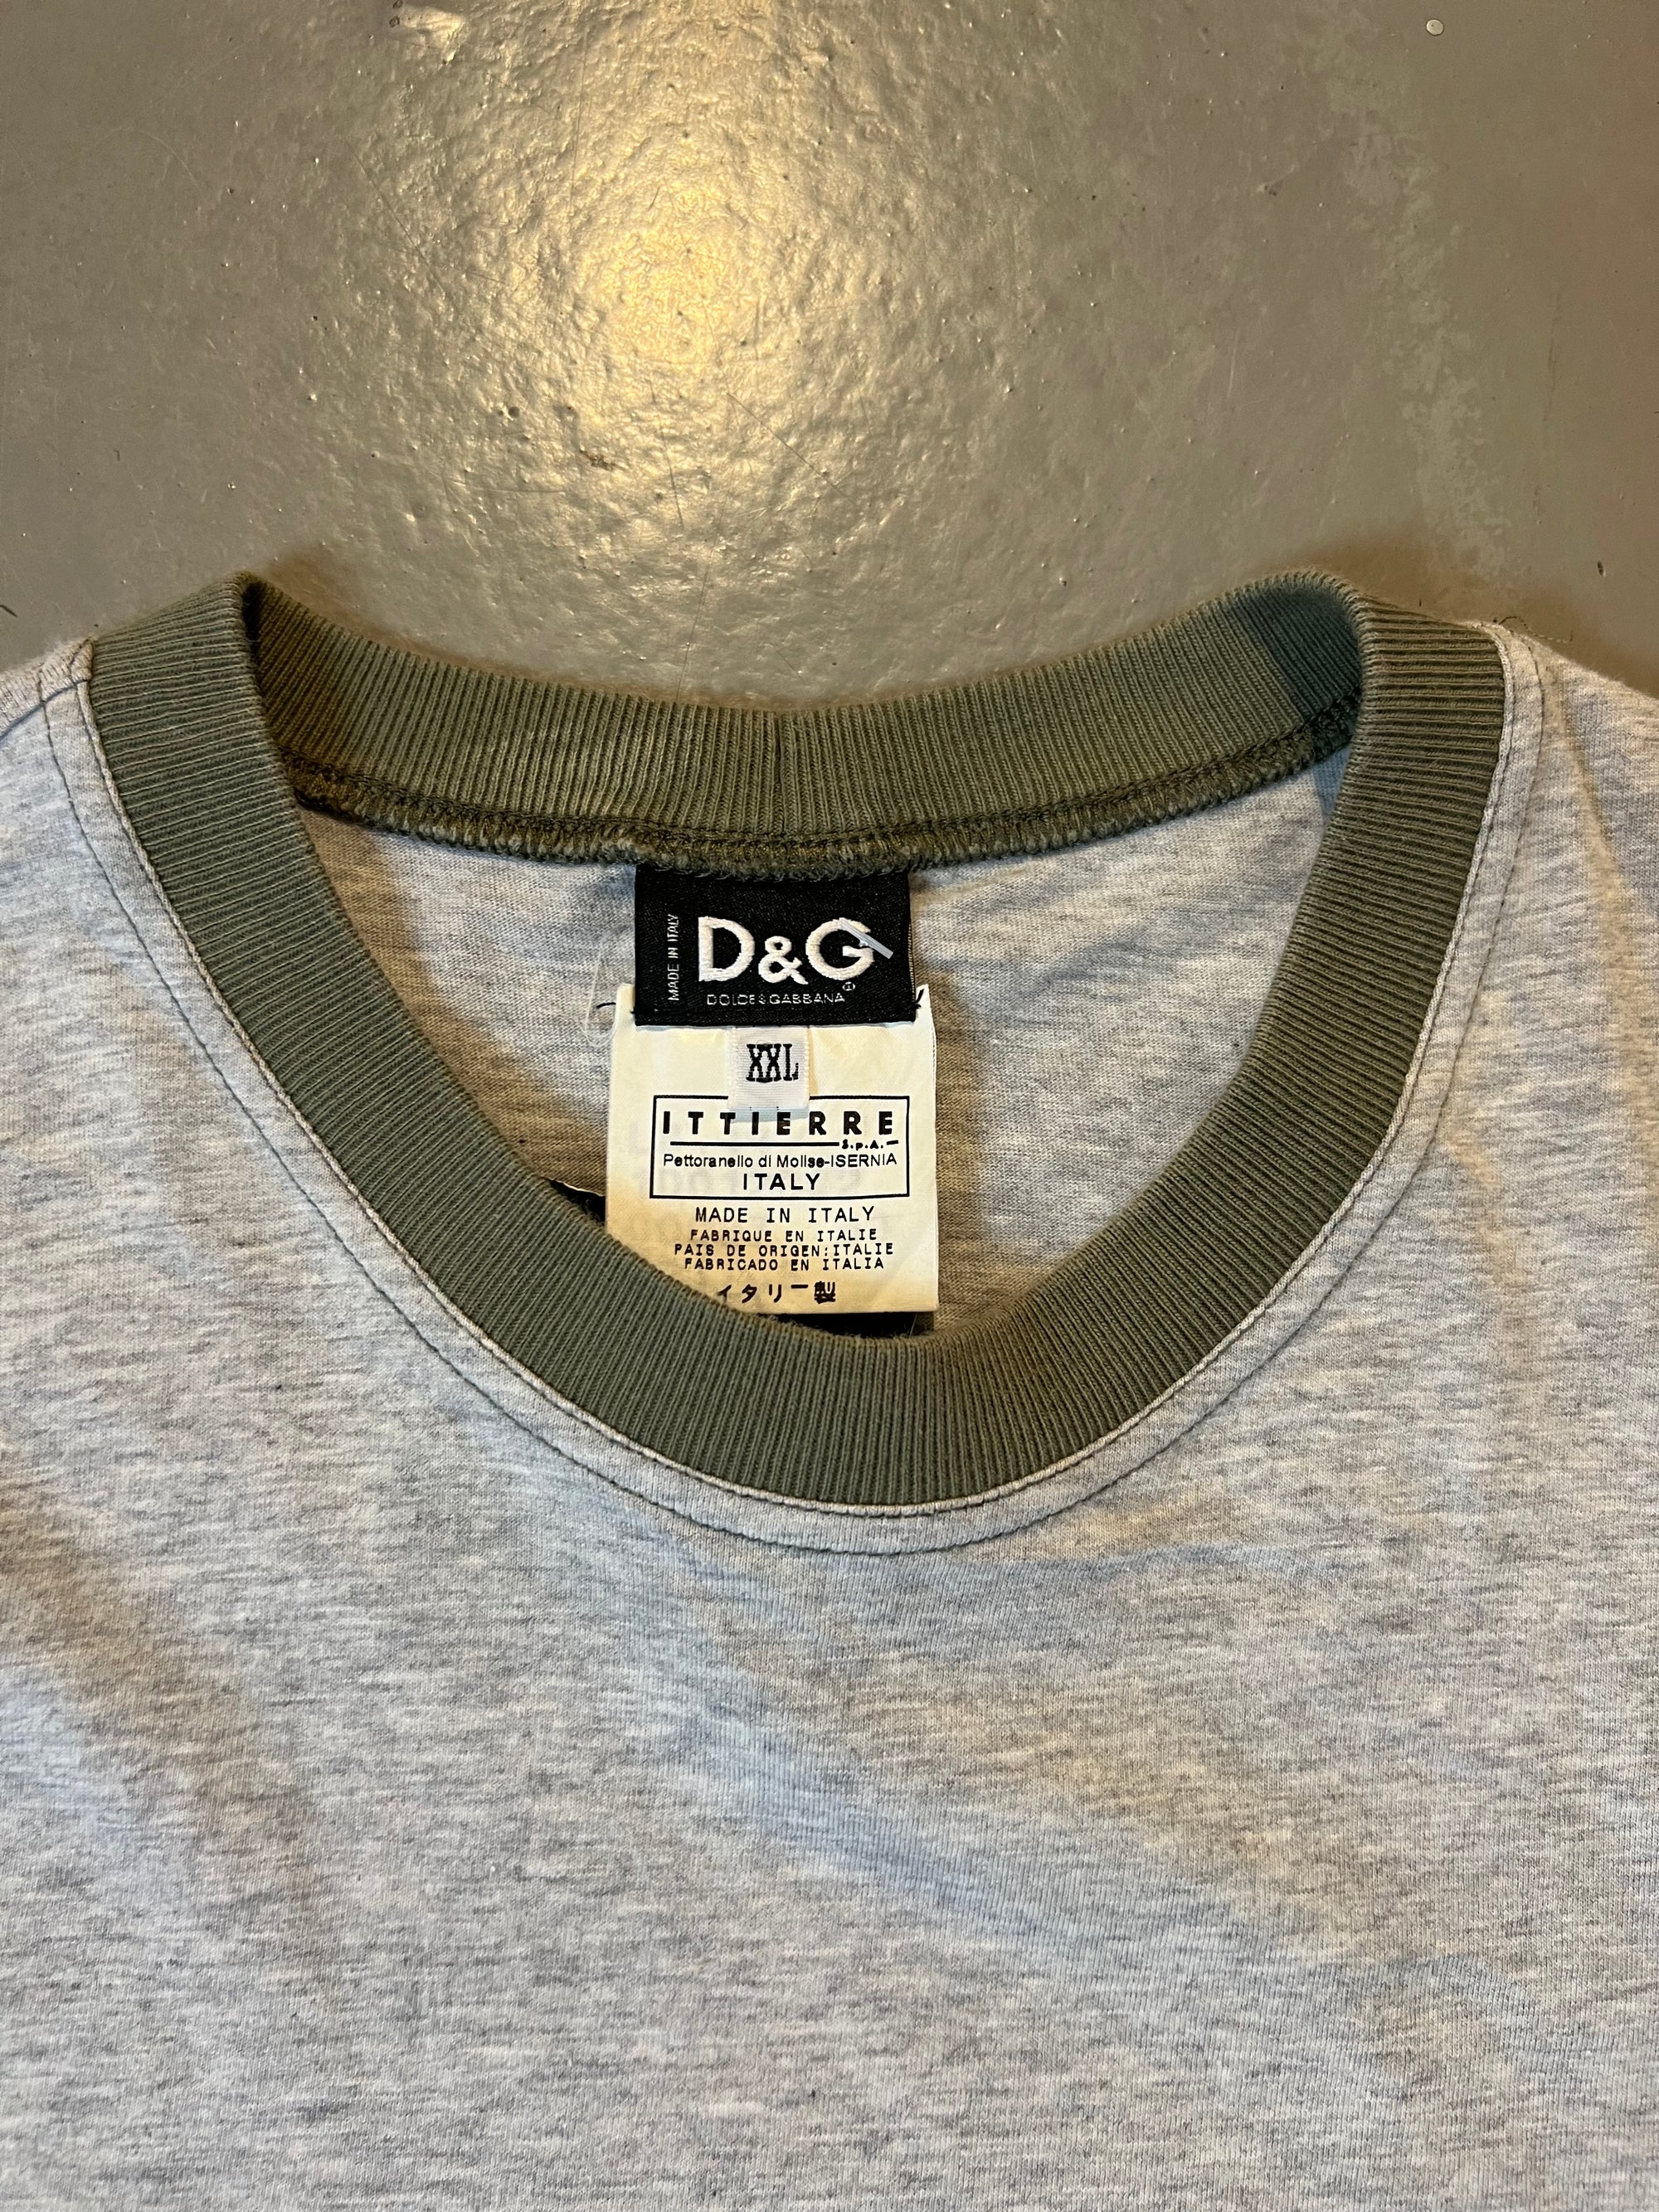 MADE IN ITALY
D&G
DOLCE&GABBANA
XXL
ITTIERRE
S.p.A.
Pettoranello di Molise-ISERNIA
ITALY
MADE IN ITALY
FABRIQUE EN ITALIE
PAIS DE ORIGEN:ITALIE
FABRICADO EN ITALIA
イタリー製